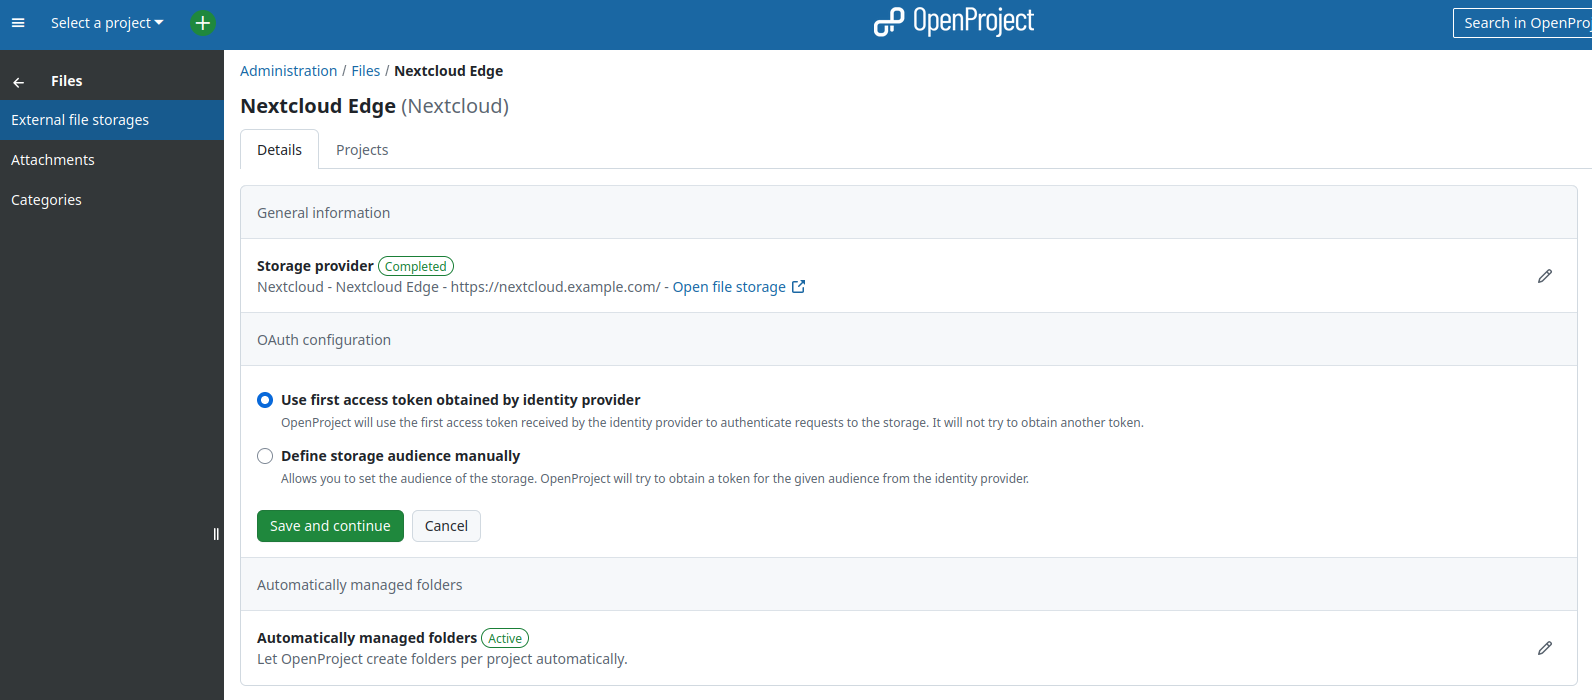 Select a project
OpenProject
Search in OpenPro
Files
External file storages
Attachments
Categories
Administration / Files / Nextcloud Edge
Nextcloud Edge (Nextcloud)
Details
Projects
General information
Storage provider Completed
Nextcloud - Nextcloud Edge - https://nextcloud.example.com/ - Open file storage
OAuth configuration
Use first access token obtained by identity provider
OpenProject will use the first access token received by the identity provider to authenticate requests to the storage. It will not try to obtain another token.
Define storage audience manually
Allows you to set the audience of the storage. OpenProject will try to obtain a token for the given audience from the identity provider.
Save and continue
Cancel
Automatically managed folders
Automatically managed folders Active
Let OpenProject create folders per project automatically.